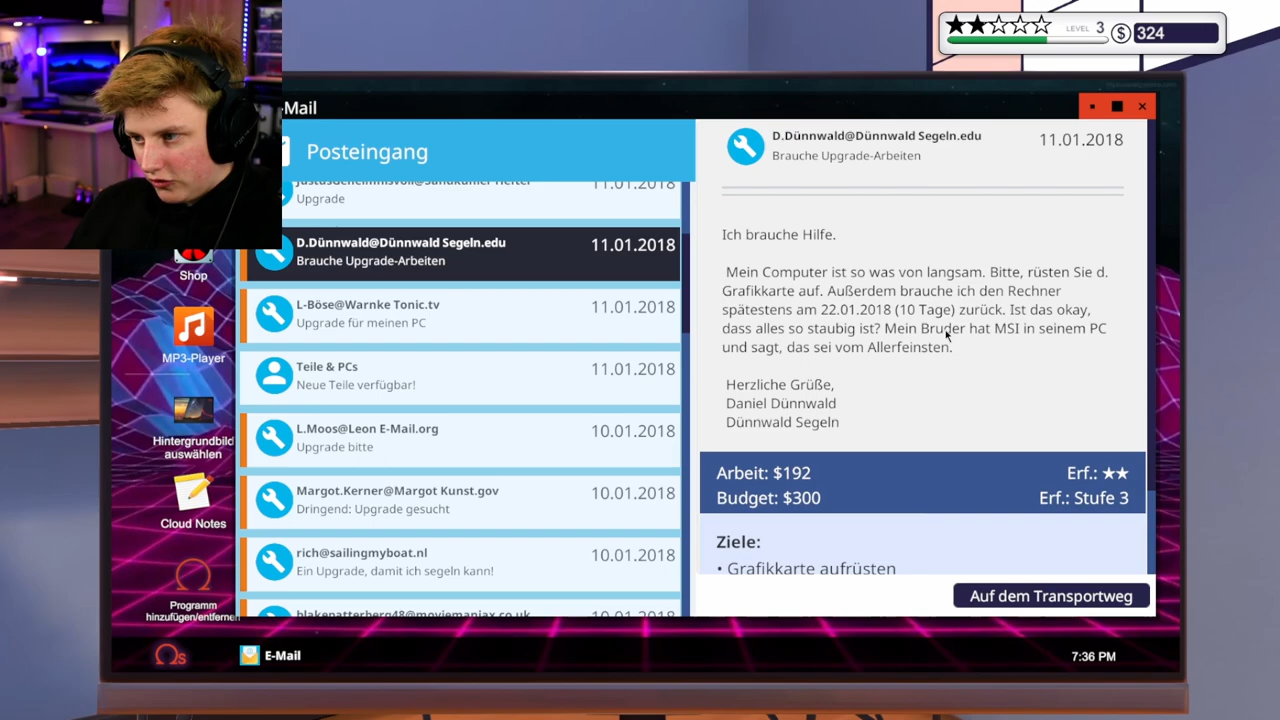 LEVEL 3 $ 324
E-Mail
Posteingang
11.01.2018
Upgrade
D.Dünnwald@Dünnwald Segeln.edu 11.01.2018
Brauche Upgrade-Arbeiten
L-Böse@Warnke Tonic.tv 11.01.2018
Upgrade für meinen PC
Teile & PCs 11.01.2018
Neue Teile verfügbar!
L.Moos@Leon E-Mail.org 10.01.2018
Upgrade bitte
Margot.Kerner@Margot Kunst.gov 10.01.2018
Dringend: Upgrade gesucht
rich@sailingmyboat.nl 10.01.2018
Ein Upgrade, damit ich segeln kann!
10.01.2018
D.Dünnwald@Dünnwald Segeln.edu 11.01.2018
Brauche Upgrade-Arbeiten
Ich brauche Hilfe.
Mein Computer ist so was von langsam. Bitte, rüsten Sie d.
Grafikkarte auf. Außerdem brauche ich den Rechner
spätestens am 22.01.2018 (10 Tage) zurück. Ist das okay,
dass alles so staubig ist? Mein Bruder hat MSI in seinem PC
und sagt, das sei vom Allerfeinsten.
Herzliche Grüße,
Daniel Dünnwald
Dünnwald Segeln
Arbeit: $192 Erf.: ★★
Budget: $300 Erf.: Stufe 3
Ziele:
• Grafikkarte aufrüsten
Auf dem Transportweg
Shop
MP3-Player
Hintergrundbild
auswählen
Cloud Notes
Programm
hinzufügen/entfernen
Ωs
E-Mail
7:36 PM